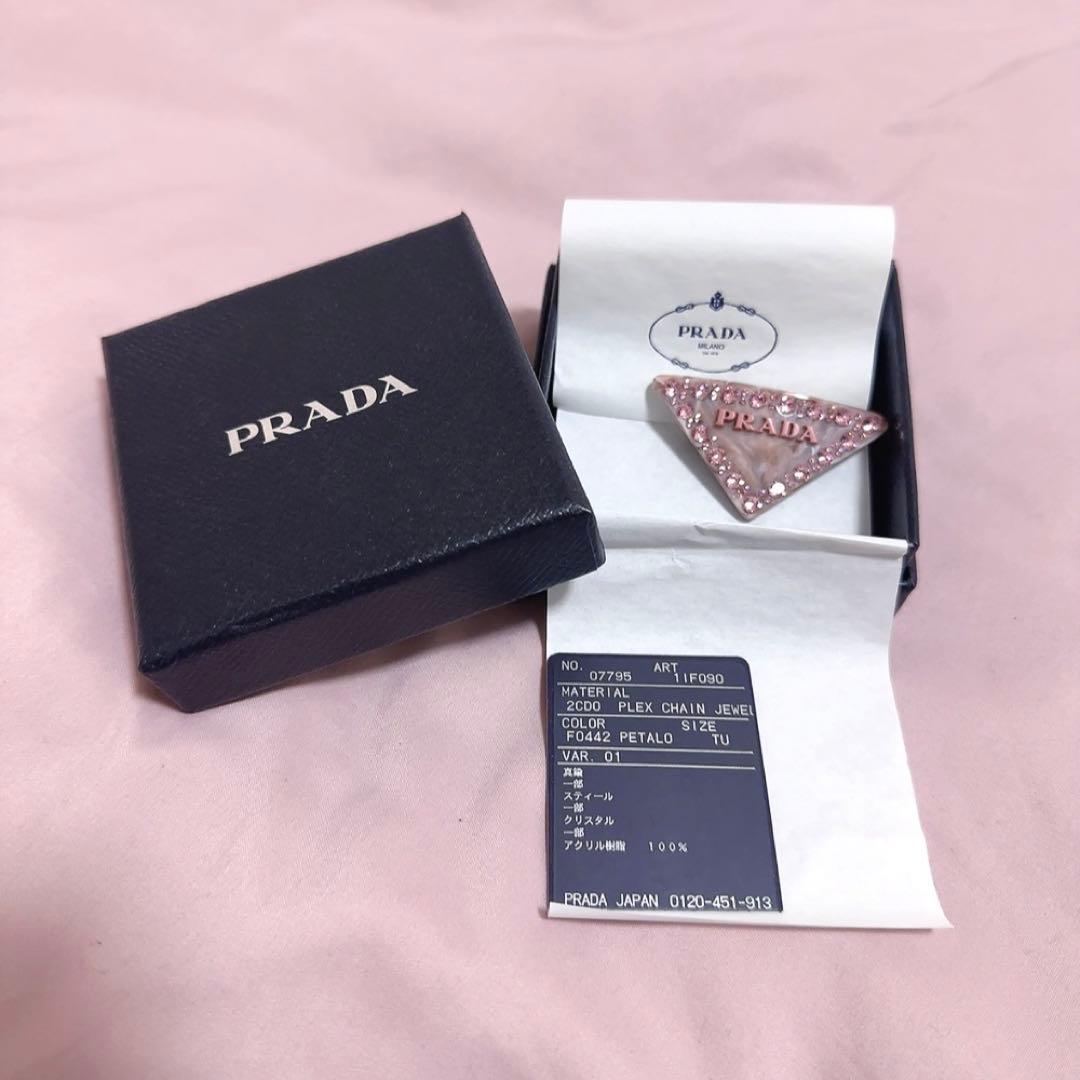 PRADA
PRADA
MILANO
PRADA
NO. ART
07795 1IF090
MATERIAL
2CDO PLEX CHAIN JEWEL
COLOR SIZE
F0442 PETALO TU
VAR. 01
真鍮
一部
スティール
一部
クリスタル
一部
アクリル樹脂 100%
PRADA JAPAN 0120-451-913